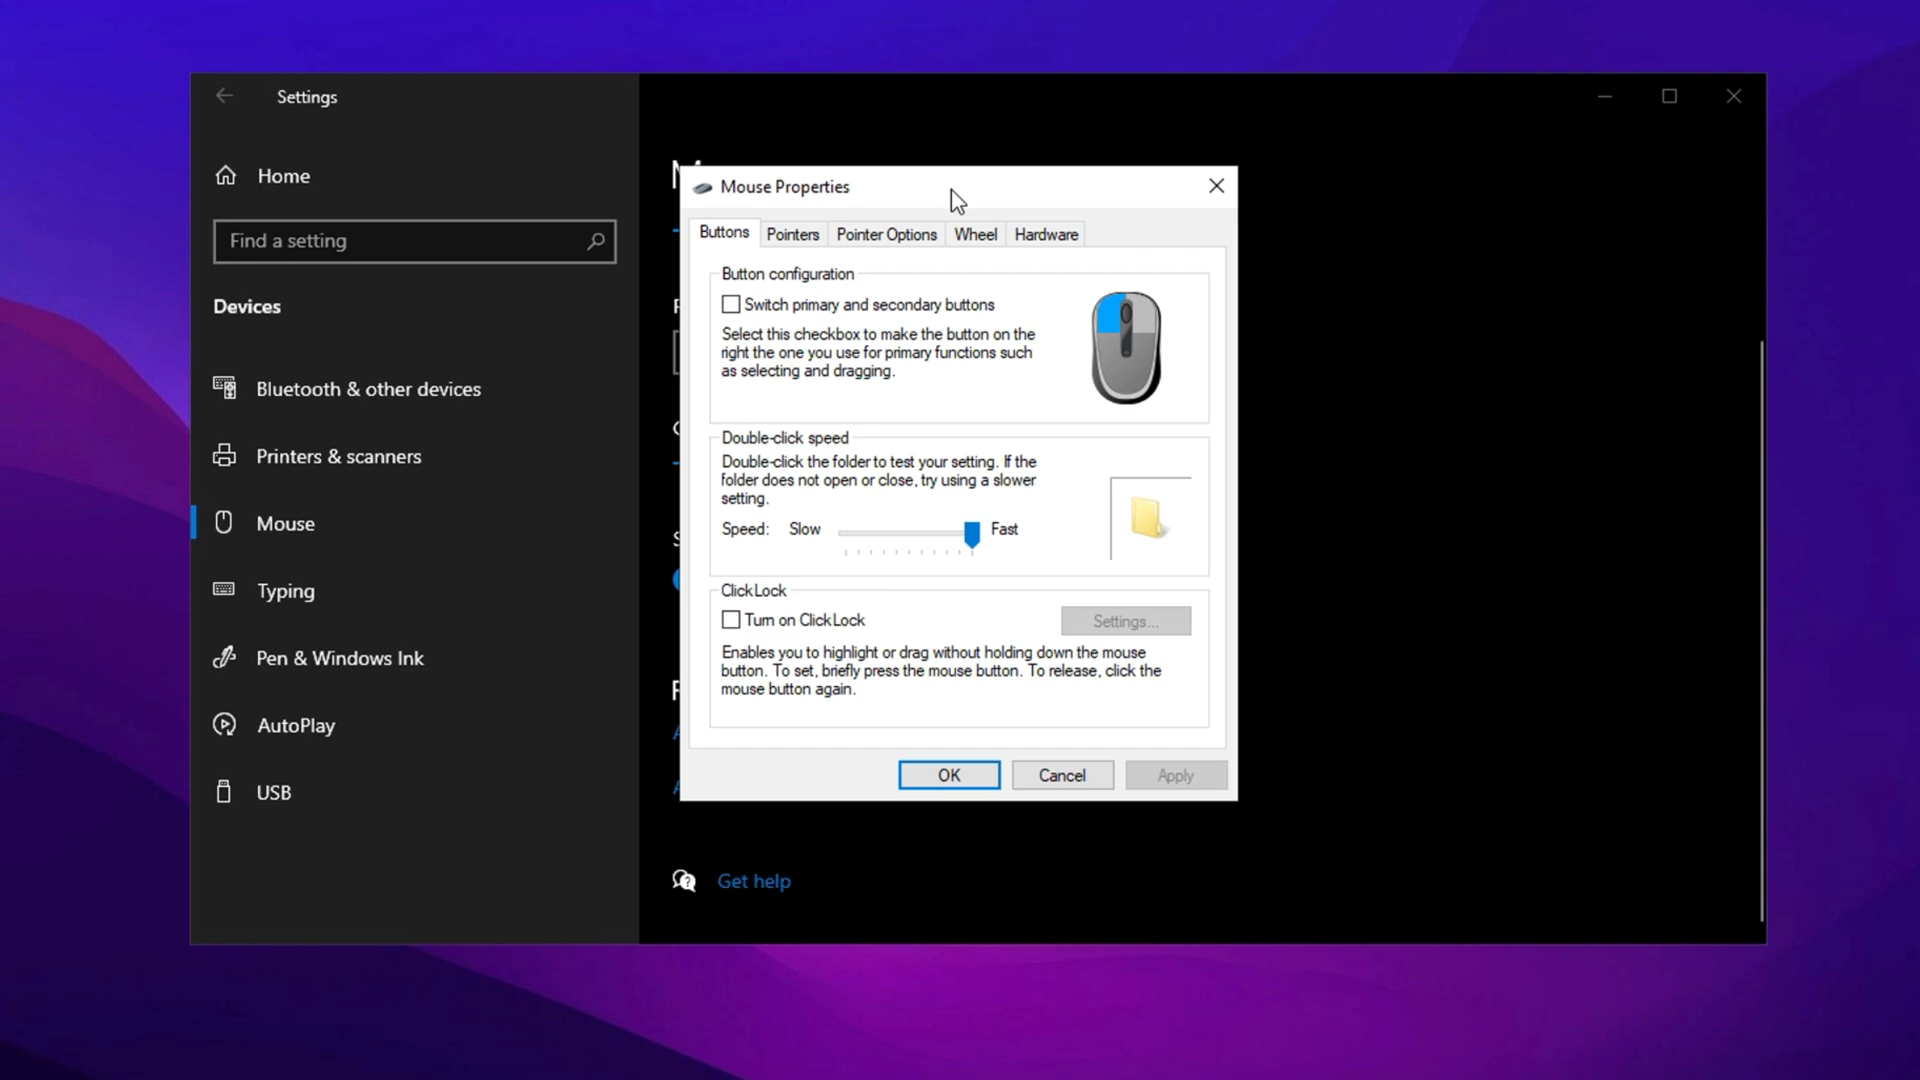 Settings
Home
Find a setting
Devices
Bluetooth & other devices
Printers & scanners
Mouse
Typing
Pen & Windows Ink
AutoPlay
USB
Mouse Properties
Buttons
Pointers
Pointer Options
Wheel
Hardware
Button configuration
Switch primary and secondary buttons
Select this checkbox to make the button on the
right the one you use for primary functions such
as selecting and dragging.
Double-click speed
Double-click the folder to test your setting. If the
folder does not open or close, try using a slower
setting.
Speed: Slow Fast
ClickLock
Turn on ClickLock
Settings...
Enables you to highlight or drag without holding down the mouse
button. To set, briefly press the mouse button. To release, click the
mouse button again.
OK
Cancel
Apply
Get help